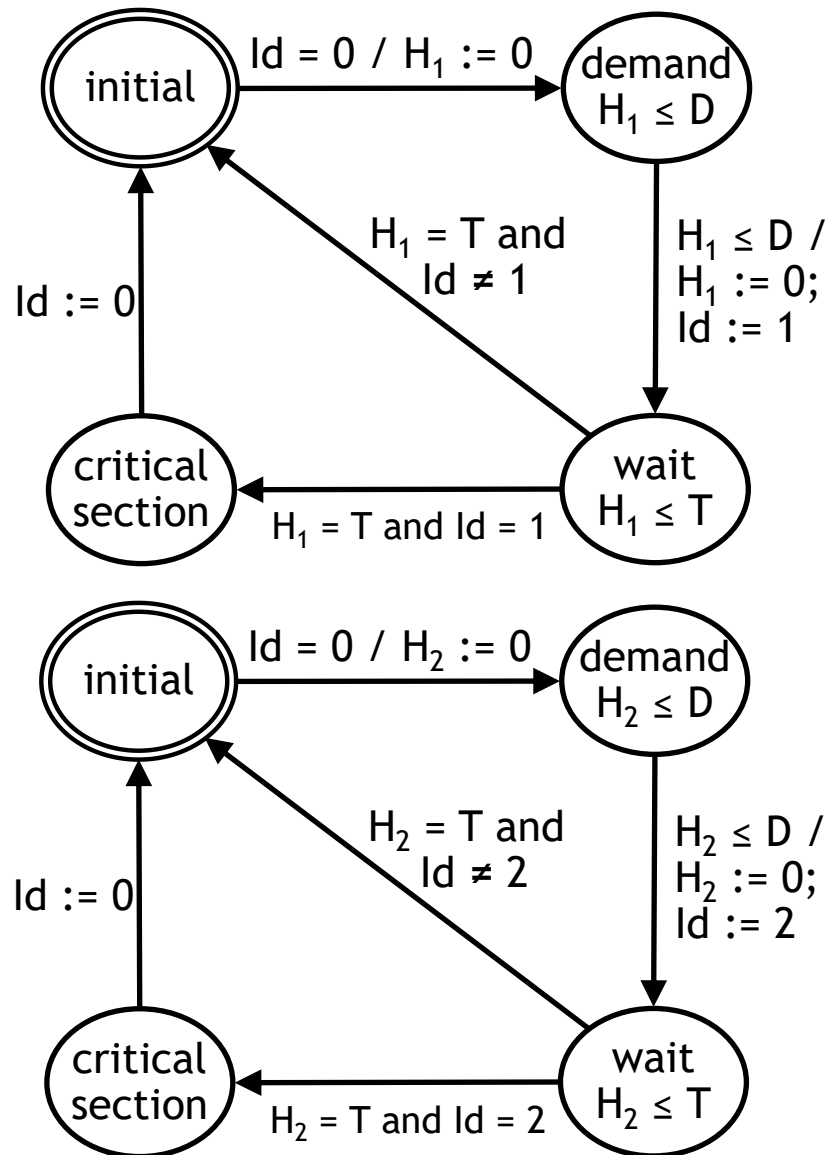 initial
Id = 0 / H₁ := 0
demand
H₁ ≤ D
H₁ = T and
Id ≠ 1
H₁ ≤ D /
H₁ := 0;
Id := 1
Id := 0
critical
section
H₁ = T and Id = 1
wait
H₁ ≤ T
initial
Id = 0 / H₂ := 0
demand
H₂ ≤ D
H₂ = T and
Id ≠ 2
H₂ ≤ D /
H₂ := 0;
Id := 2
Id := 0
critical
section
H₂ = T and Id = 2
wait
H₂ ≤ T